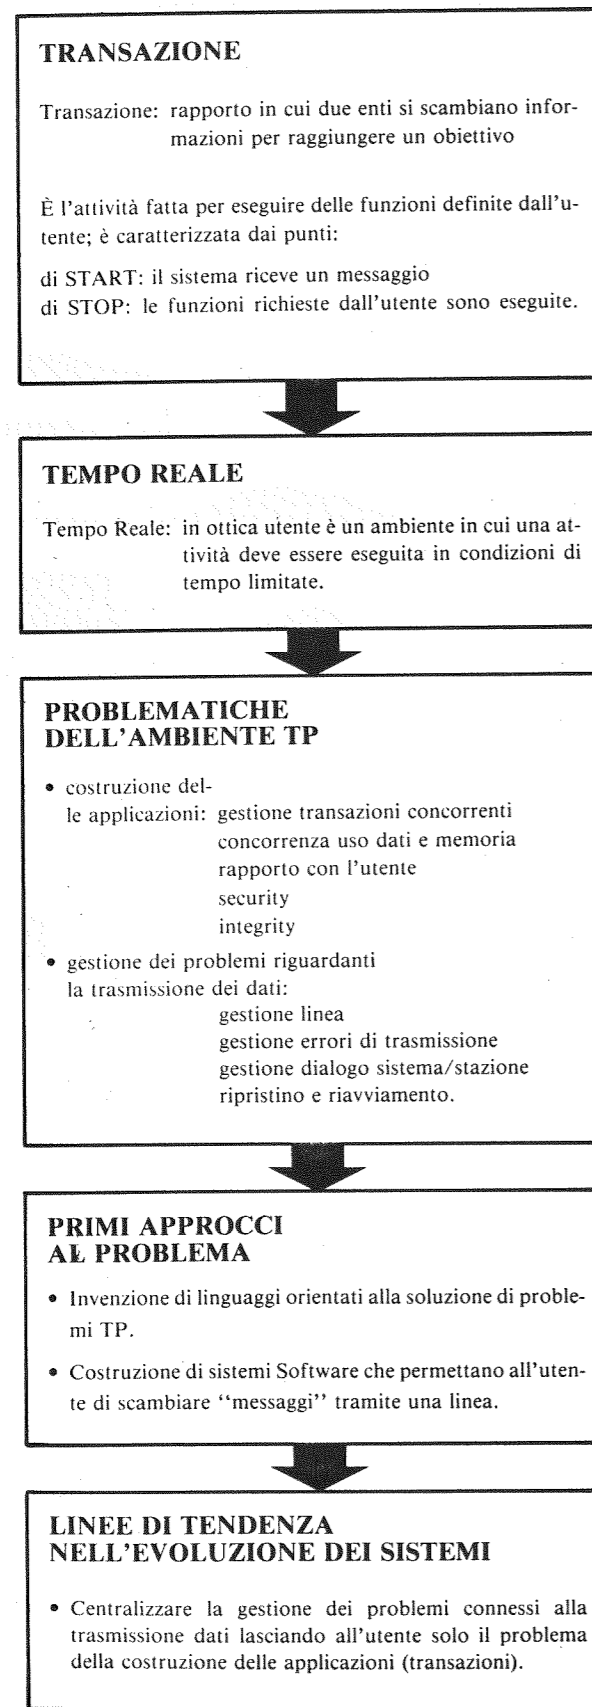 TRANSAZIONE
Transazione: rapporto in cui due enti si scambiano infor-
mazioni per raggiungere un obiettivo
È l'attività fatta per eseguire delle funzioni definite dall'u-
tente; è caratterizzata dai punti:
di START: il sistema riceve un messaggio
di STOP: le funzioni richieste dall'utente sono eseguite.
TEMPO REALE
Tempo Reale: in ottica utente è un ambiente in cui una at-
tività deve essere eseguita in condizioni di
tempo limitate.
PROBLEMATICHE
DELL'AMBIENTE TP
• costruzione del-
le applicazioni: gestione transazioni concorrenti
concorrenza uso dati e memoria
rapporto con l'utente
security
integrity
• gestione dei problemi riguardanti
la trasmissione dei dati:
gestione linea
gestione errori di trasmissione
gestione dialogo sistema/stazione
ripristino e riavviamento.
PRIMI APPROCCI
AL PROBLEMA
• Invenzione di linguaggi orientati alla soluzione di proble-
mi TP.
• Costruzione di sistemi Software che permettano all'uten-
te di scambiare ''messaggi'' tramite una linea.
LINEE DI TENDENZA
NELL'EVOLUZIONE DEI SISTEMI
• Centralizzare la gestione dei problemi connessi alla
trasmissione dati lasciando all'utente solo il problema
della costruzione delle applicazioni (transazioni).